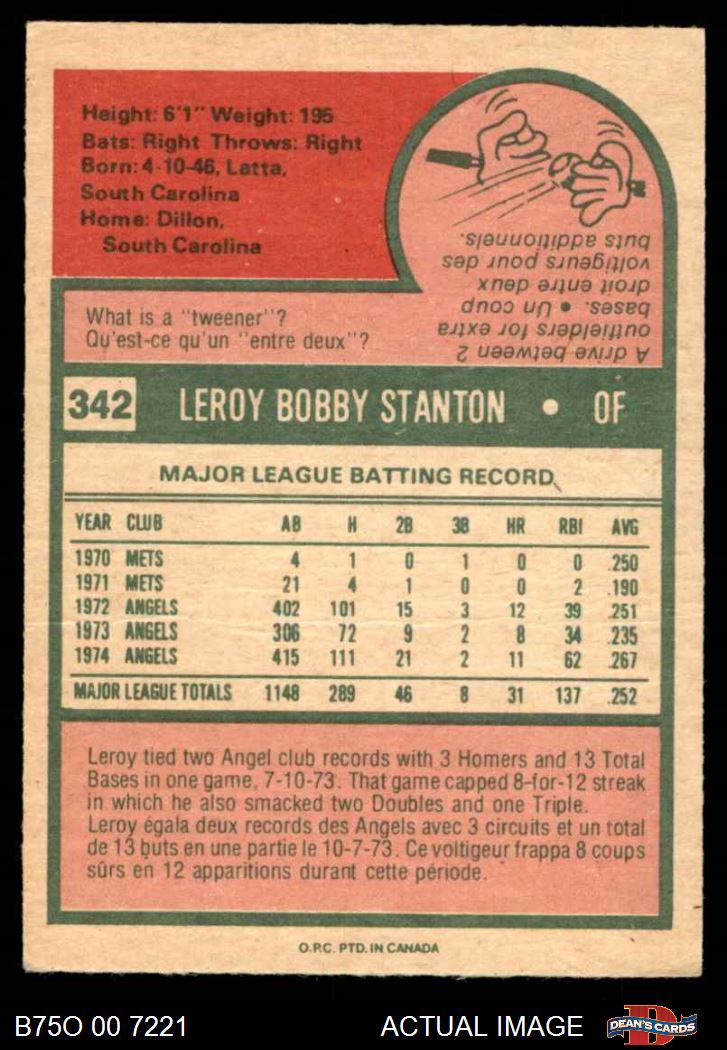 Height: 6'1" Weight: 195
Bats: Right Throws: Right
Born: 4-10-46, Latta,
South Carolina
Home: Dillon,
South Carolina
What is a "tweener"?
Qu'est-ce qu'un "entre deux"?
A drive between 2
outfielders for extra
bases. • Un coup
droit entre deux
voltigeurs pour des
buts additionnels.
342 LEROY BOBBY STANTON • OF
MAJOR LEAGUE BATTING RECORD
YEAR CLUB AB H 2B 3B HR RBI AVG
1970 METS 4 1 0 1 0 0 .250
1971 METS 21 4 1 0 0 2 .190
1972 ANGELS 402 101 15 3 12 39 .251
1973 ANGELS 306 72 9 2 8 34 .235
1974 ANGELS 415 111 21 2 11 62 .267
MAJOR LEAGUE TOTALS 1148 289 46 8 31 137 .252
Leroy tied two Angel club records with 3 Homers and 13 Total
Bases in one game, 7-10-73. That game capped 8-for-12 streak
in which he also smacked two Doubles and one Triple.
Leroy égala deux records des Angels avec 3 circuits et un total
de 13 buts en une partie le 10-7-73. Ce voltigeur frappa 8 coups
sûrs en 12 apparitions durant cette période.
O.P.C. PTD. IN CANADA
B75O 00 7221 ACTUAL IMAGE D DEAN'S CARDS